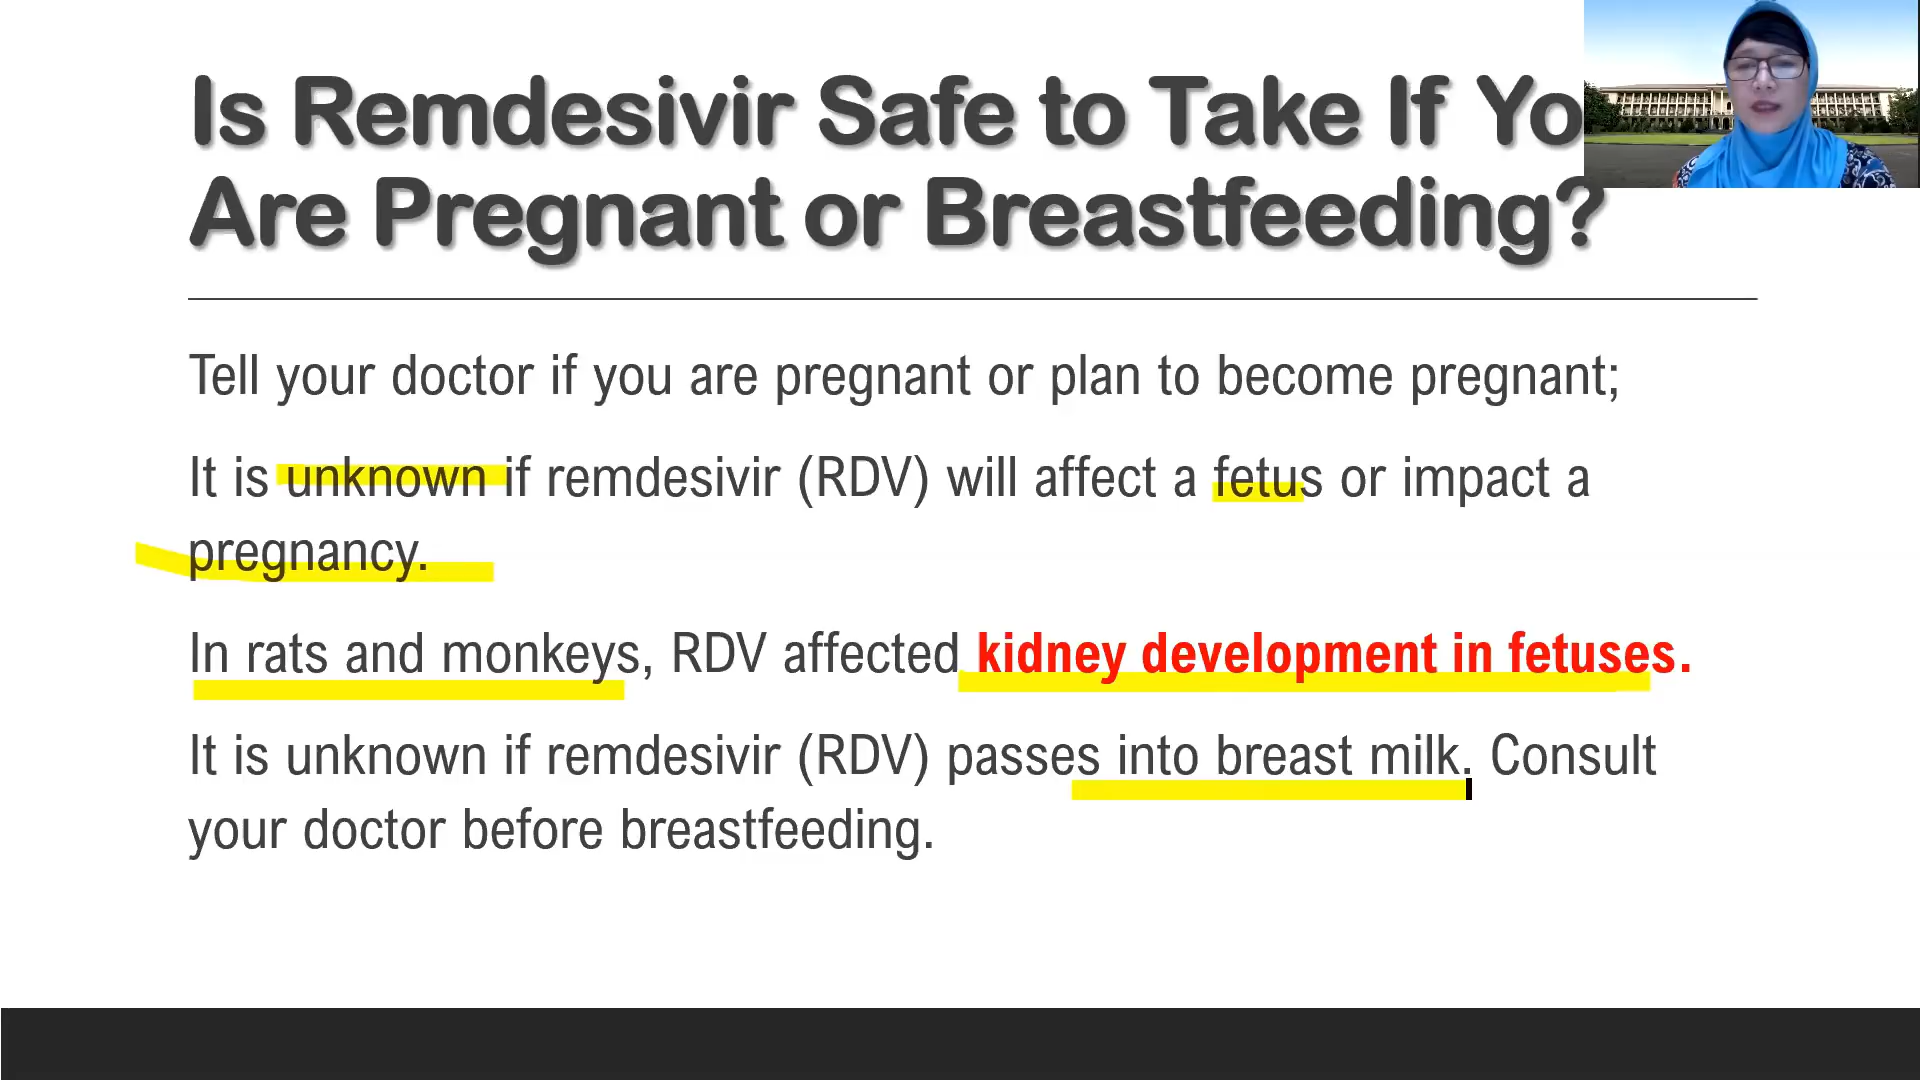 Is Remdesivir Safe to Take If Yo
Are Pregnant or Breastfeeding?
Tell your doctor if you are pregnant or plan to become pregnant;
It is unknown if remdesivir (RDV) will affect a fetus or impact a
pregnancy.
In rats and monkeys, RDV affected kidney development in fetuses.
It is unknown if remdesivir (RDV) passes into breast milk. Consult
your doctor before breastfeeding.